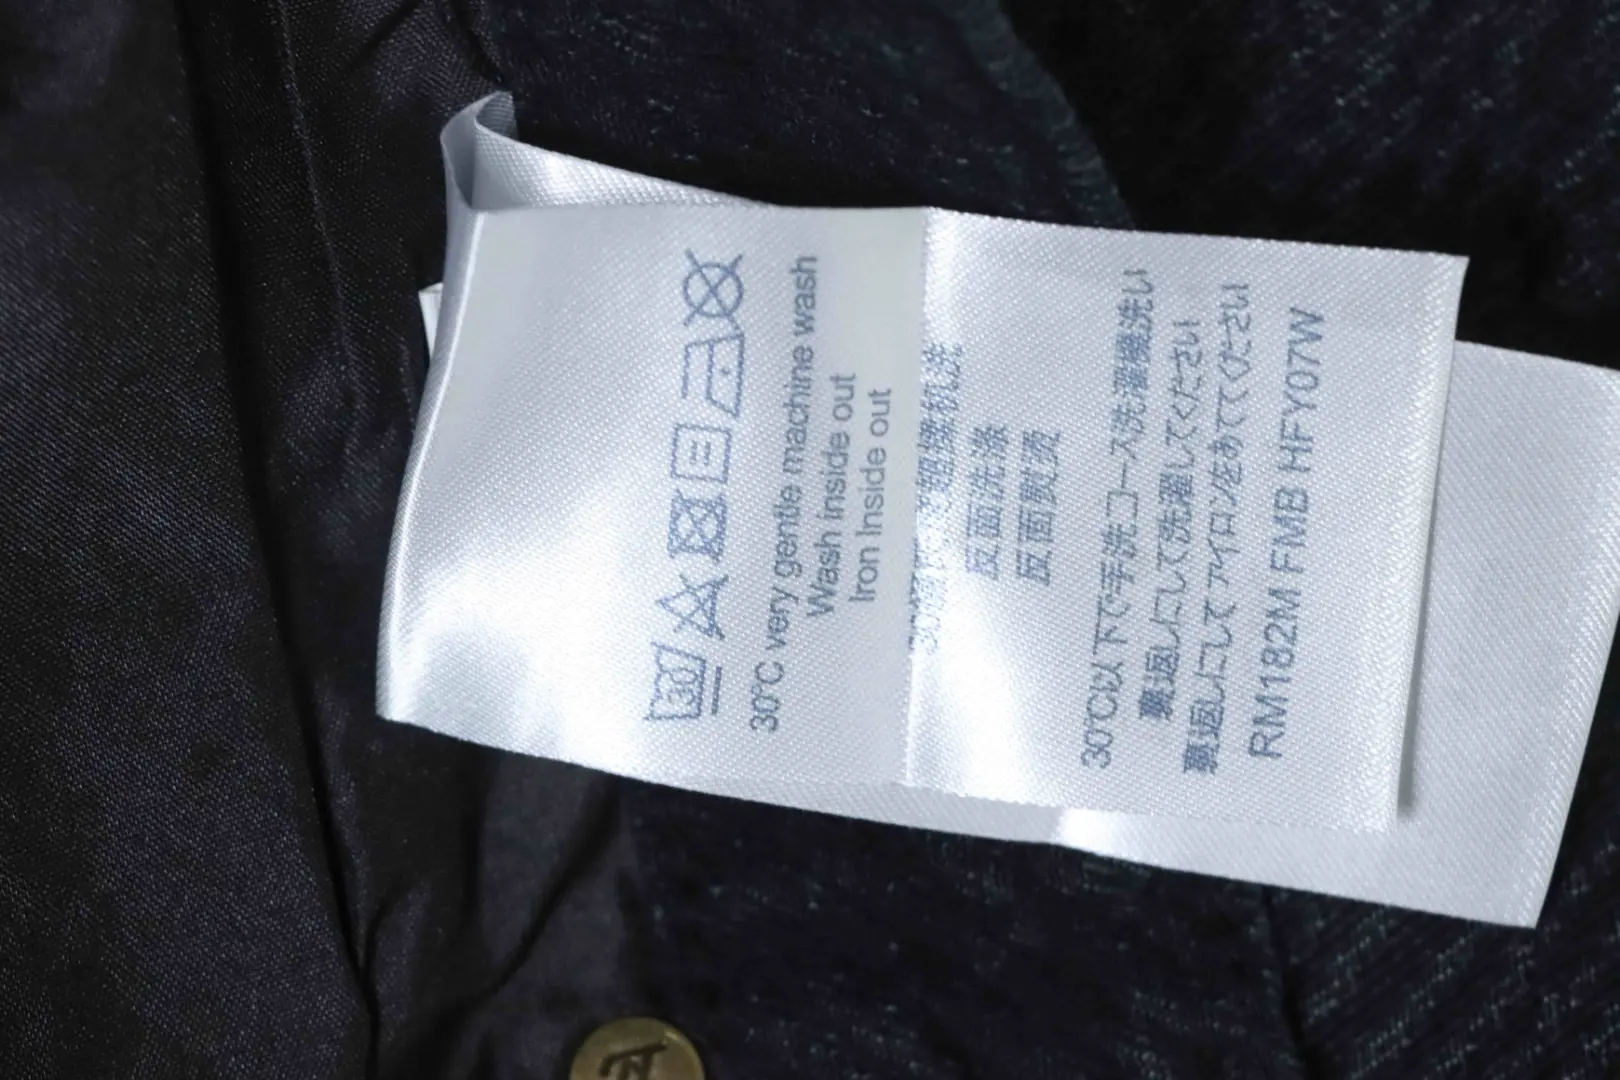 30
30°C very gentle machine wash
Wash inside out
Iron Inside out
反面洗涤
反面熨烫
30℃以下で手洗コース洗濯機洗い
裏返しにして洗濯してください
裏返しにして アイロンをあててください
RM182M FMB HFY07W